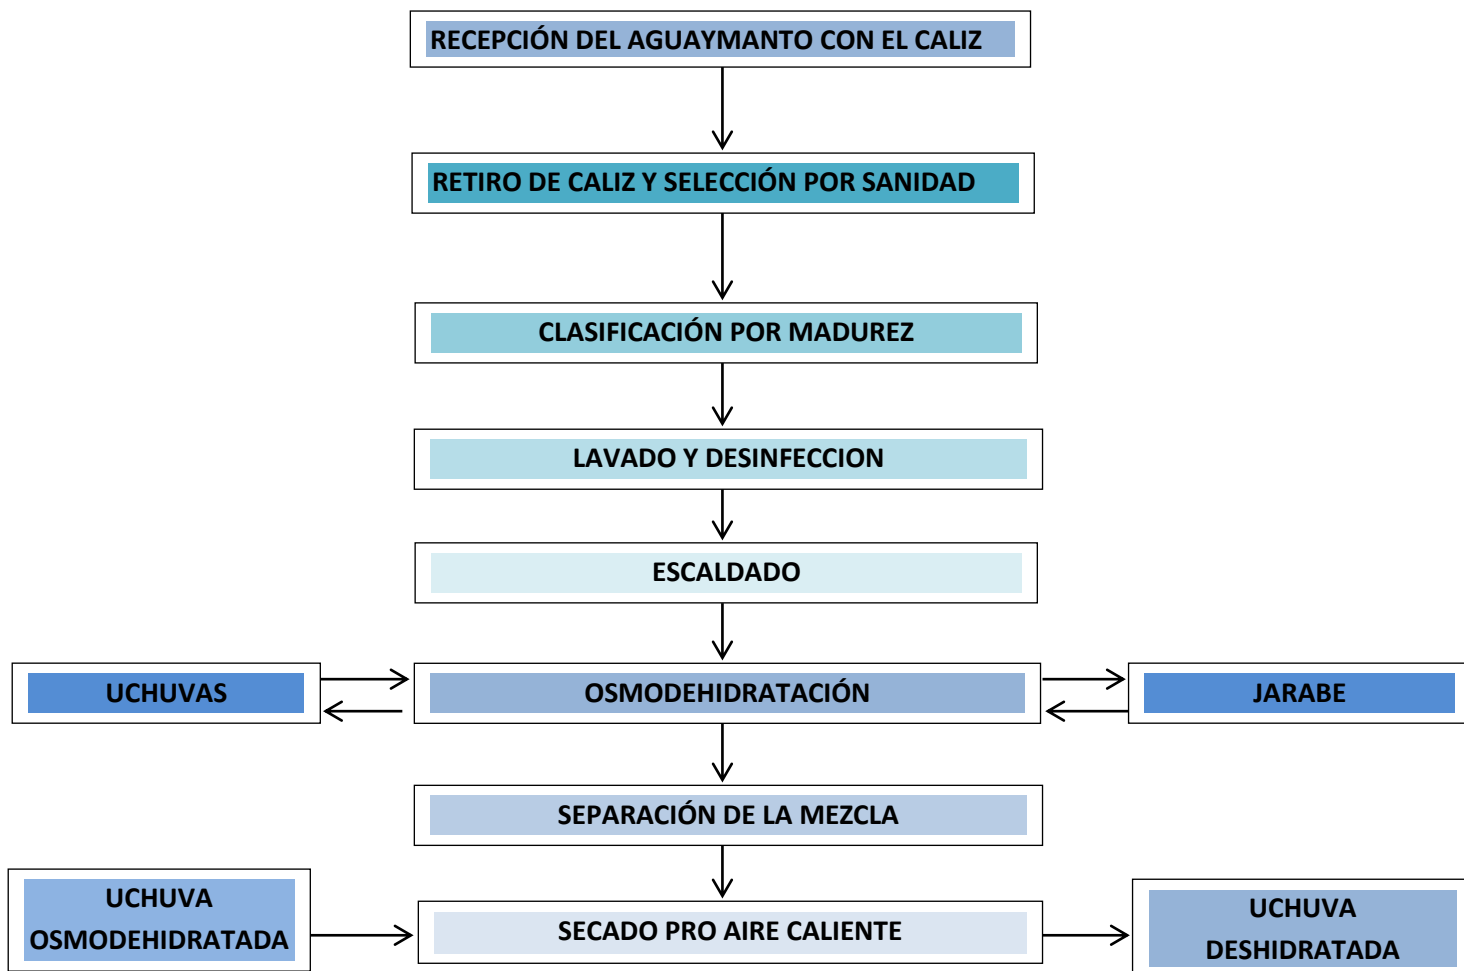 RECEPCIÓN DEL AGUAYMANTO CON EL CALIZ
RETIRO DE CALIZ Y SELECCIÓN POR SANIDAD
CLASIFICACIÓN POR MADUREZ
LAVADO Y DESINFECCION
ESCALDADO
UCHUVAS
OSMODEHIDRATACIÓN
JARABE
SEPARACIÓN DE LA MEZCLA
UCHUVA
OSMODEHIDRATADA
SECADO PRO AIRE CALIENTE
UCHUVA
DESHIDRATADA